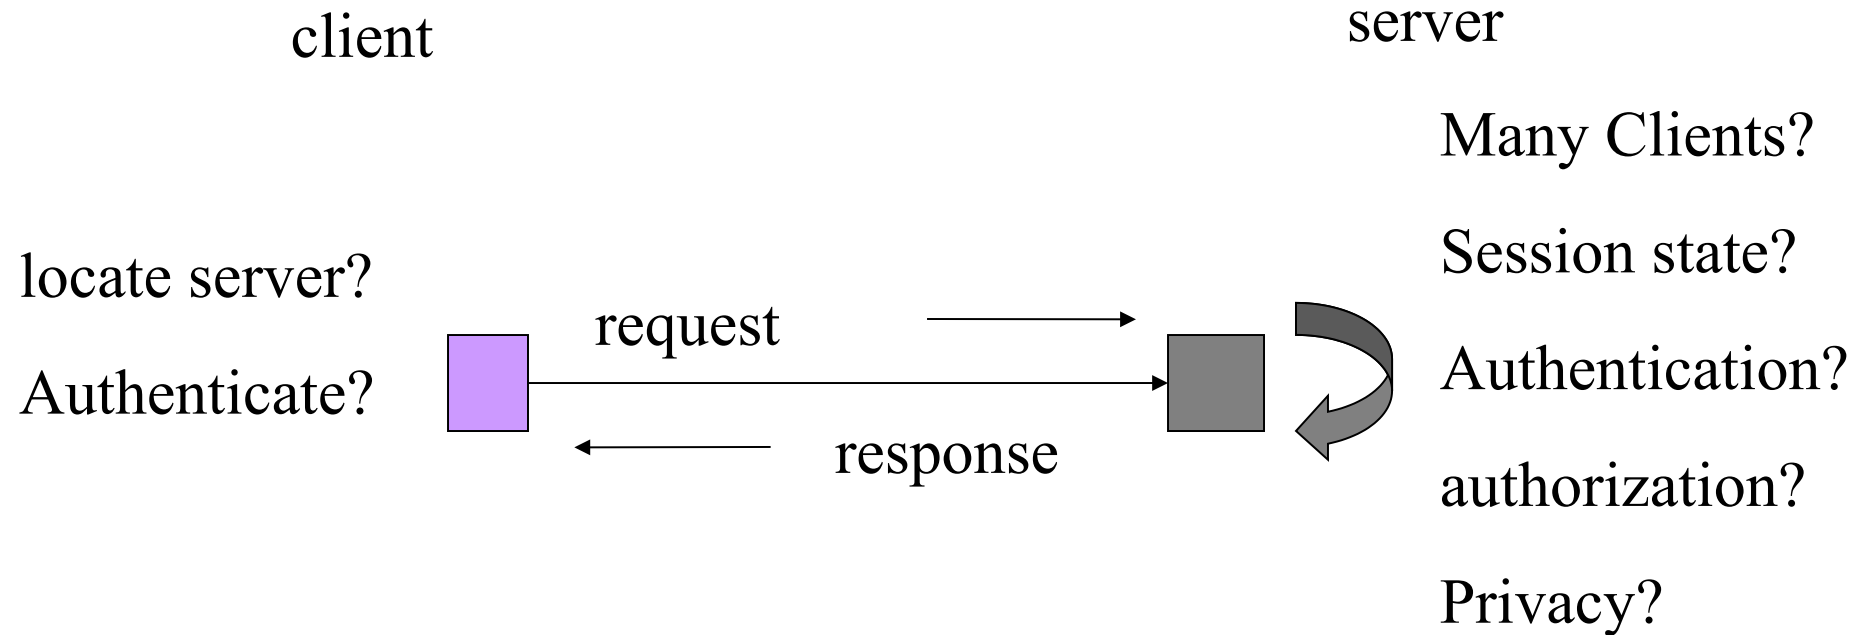 client
server
Many Clients?
Session state?
locate server?
request
Authentication?
Authenticate?
response
authorization?
Privacy?